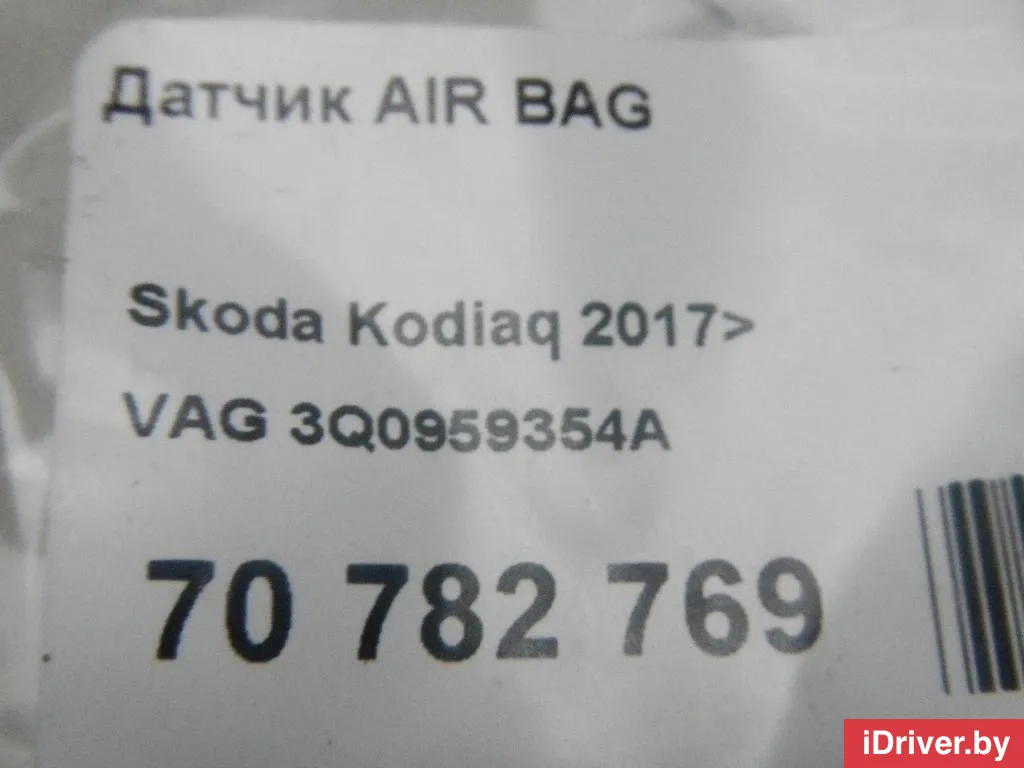 Датчик AIR BAG
Skoda Kodiaq 2017>
VAG 3Q0959354A
70 782 769
iDriver.by